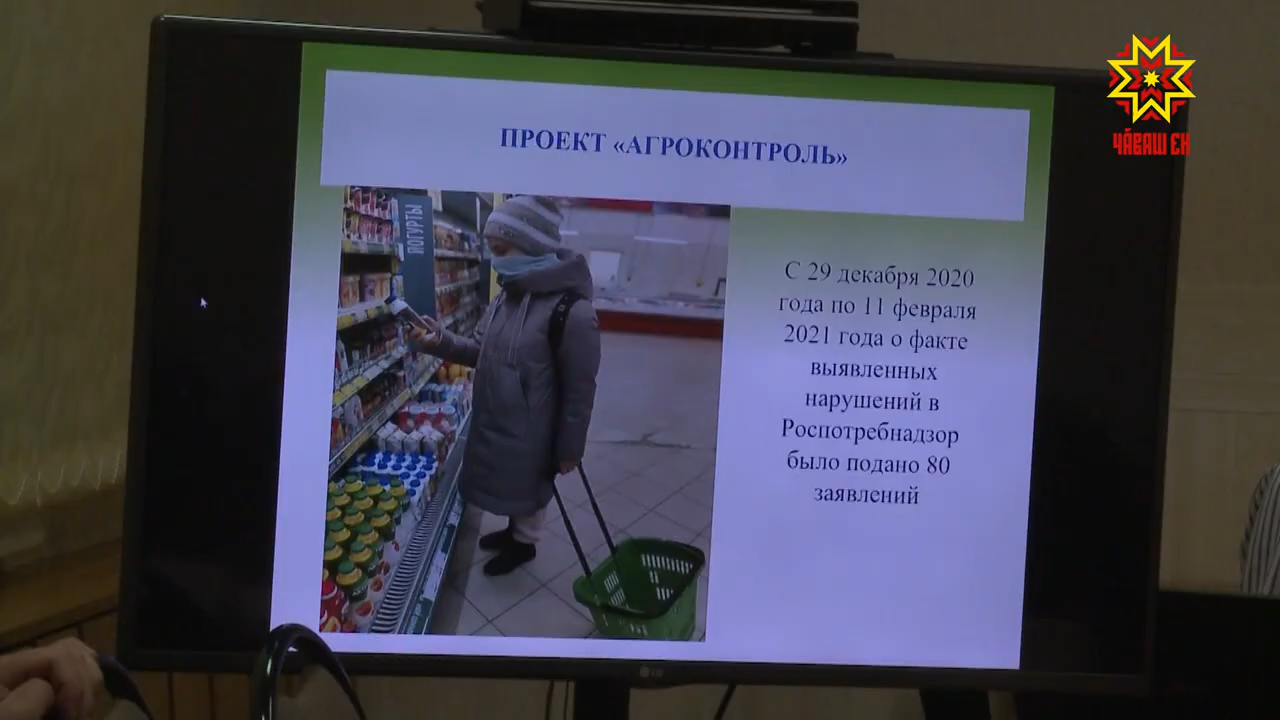 ЧĂВАШ ЕН
ПРОЕКТ «АГРОКОНТРОЛЬ»
ЙОГУРТЫ
С 29 декабря 2020
года по 11 февраля
2021 года о факте
выявленных
нарушений в
Роспотребнадзор
было подано 80
заявлений
LG